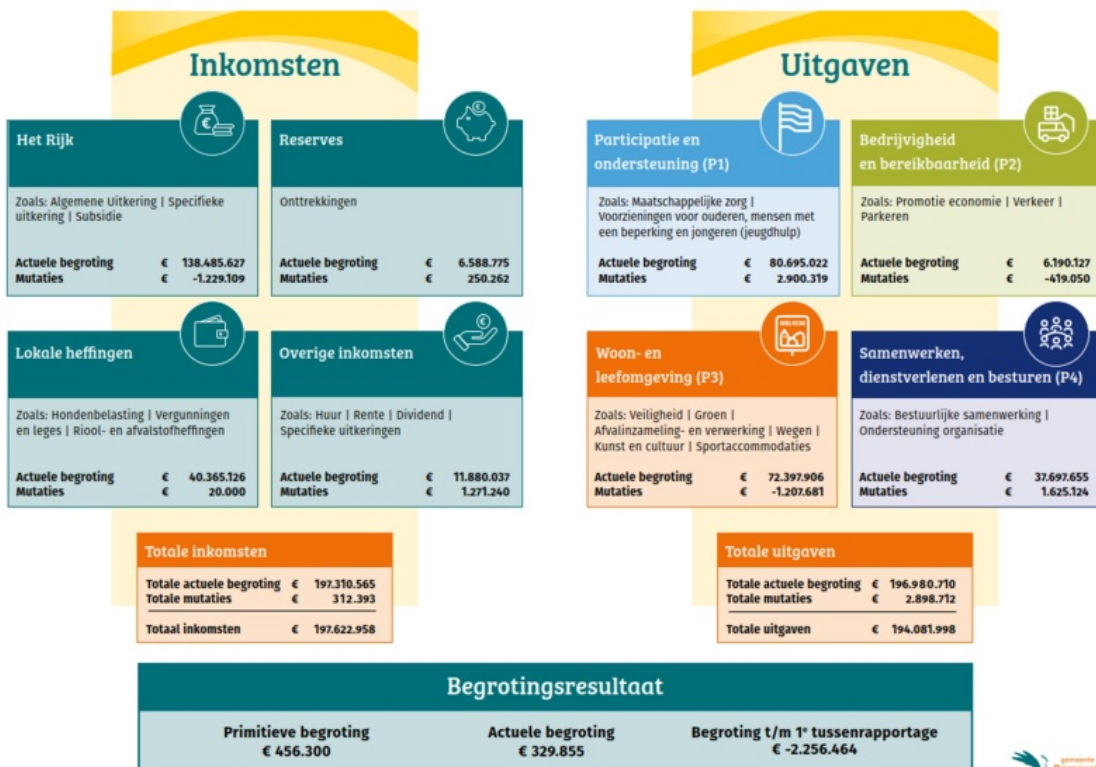 Inkomsten
Het Rijk
Zoals: Algemene Uitkering | Specifieke
uitkering | Subsidie
Actuele begroting € 138.485.627
Mutaties € -1.229.109
Reserves
Onttrekkingen
Actuele begroting € 6.588.775
Mutaties € 250.262
Lokale heffingen
Zoals: Hondenbelasting | Vergunningen
en leges | Riool- en afvalstofheffingen
Actuele begroting € 40.365.126
Mutaties € 20.000
Overige inkomsten
Zoals: Huur | Rente | Dividend |
Specifieke uitkeringen
Actuele begroting € 11.880.037
Mutaties € 1.271.240
Totale inkomsten
Totale actuele begroting € 197.310.565
Totale mutaties € 312.393
Totaal inkomsten € 197.622.958
Uitgaven
Participatie en
ondersteuning (P1)
Zoals: Maatschappelijke zorg |
Voorzieningen voor ouderen, mensen met
een beperking en jongeren (jeugdhulp)
Actuele begroting € 80.695.022
Mutaties € 2.900.319
Bedrijvigheid
en bereikbaarheid (P2)
Zoals: Promotie economie | Verkeer |
Parkeren
Actuele begroting € 6.190.127
Mutaties € -419.050
WELKOM
Woon- en
leefomgeving (P3)
Zoals: Veiligheid | Groen |
Afvalinzameling- en verwerking | Wegen |
Kunst en cultuur | Sportaccommodaties
Actuele begroting € 72.397.906
Mutaties € -1.207.681
Samenwerken,
dienstverlenen en besturen (P4)
Zoals: Bestuurlijke samenwerking |
Ondersteuning organisatie
Actuele begroting € 37.697.655
Mutaties € 1.625.124
Totale uitgaven
Totale actuele begroting € 196.980.710
Totale mutaties € 2.898.712
Totale uitgaven € 194.081.998
Begrotingsresultaat
Primitieve begroting
€ 456.300
Actuele begroting
€ 329.855
Begroting t/m 1e tussenrapportage
€ -2.256.464
gemeente